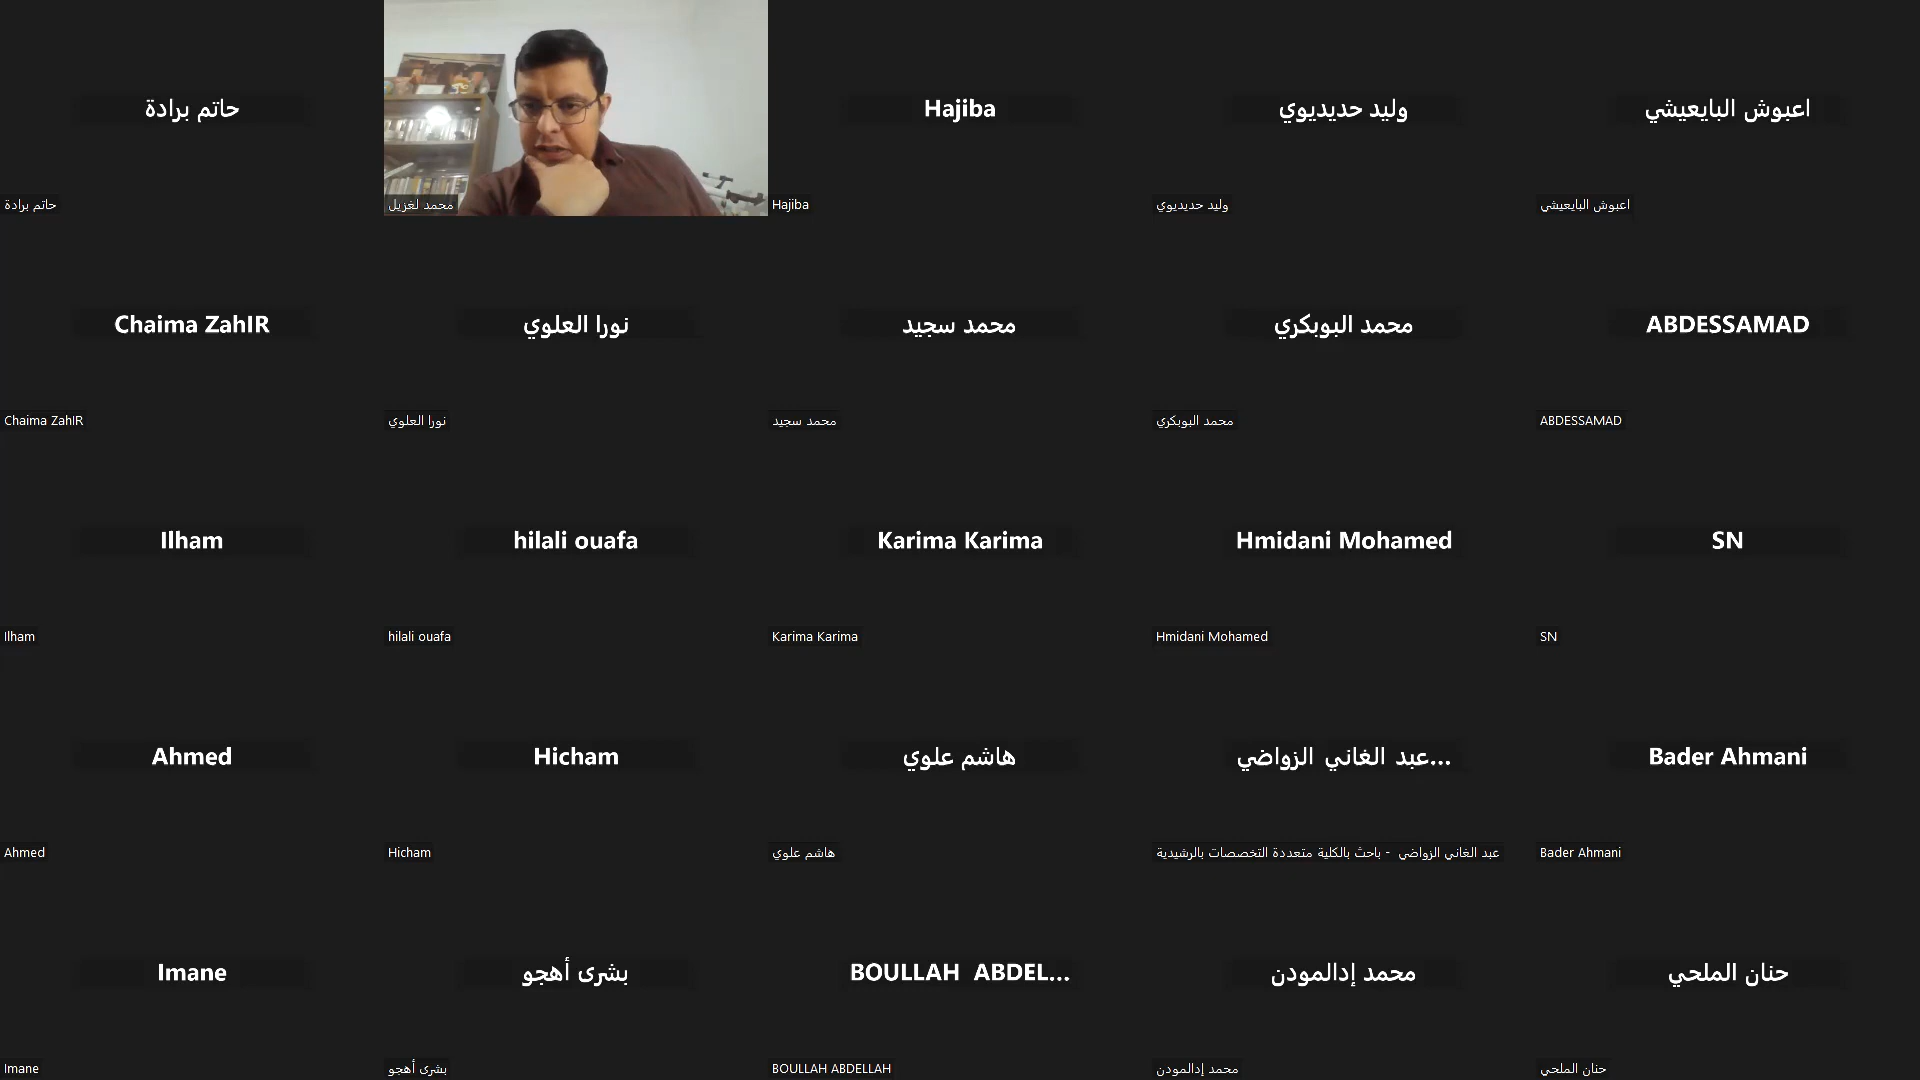 حاتم برادة
Hajiba
وليد حديديوي
اعبوش البايعيشي
حاتم برادة
محمد لغزيل
Hajiba
وليد حديديوي
اعبوش البايعيشي
Chaima ZahIR
نورا العلوي
محمد سجيد
محمد البوبكري
ABDESSAMAD
Chaima ZahIR
نورا العلوي
محمد سجيد
محمد البوبكري
ABDESSAMAD
Ilham
hilali ouafa
Karima Karima
Hmidani Mohamed
SN
Ilham
hilali ouafa
Karima Karima
Hmidani Mohamed
SN
Ahmed
Hicham
هاشم علوي
عبد الغاني الزواضي...
Bader Ahmani
Ahmed
Hicham
هاشم علوي
عبد الغاني الزواضي - باحث بالكلية متعددة التخصصات بالرشيدية
Bader Ahmani
Imane
بشرى أهجو
BOULLAH ABDEL...
محمد إدالمودن
حنان الملحي
Imane
بشرى أهجو
BOULLAH ABDELLAH
محمد إدالمودن
حنان الملحي